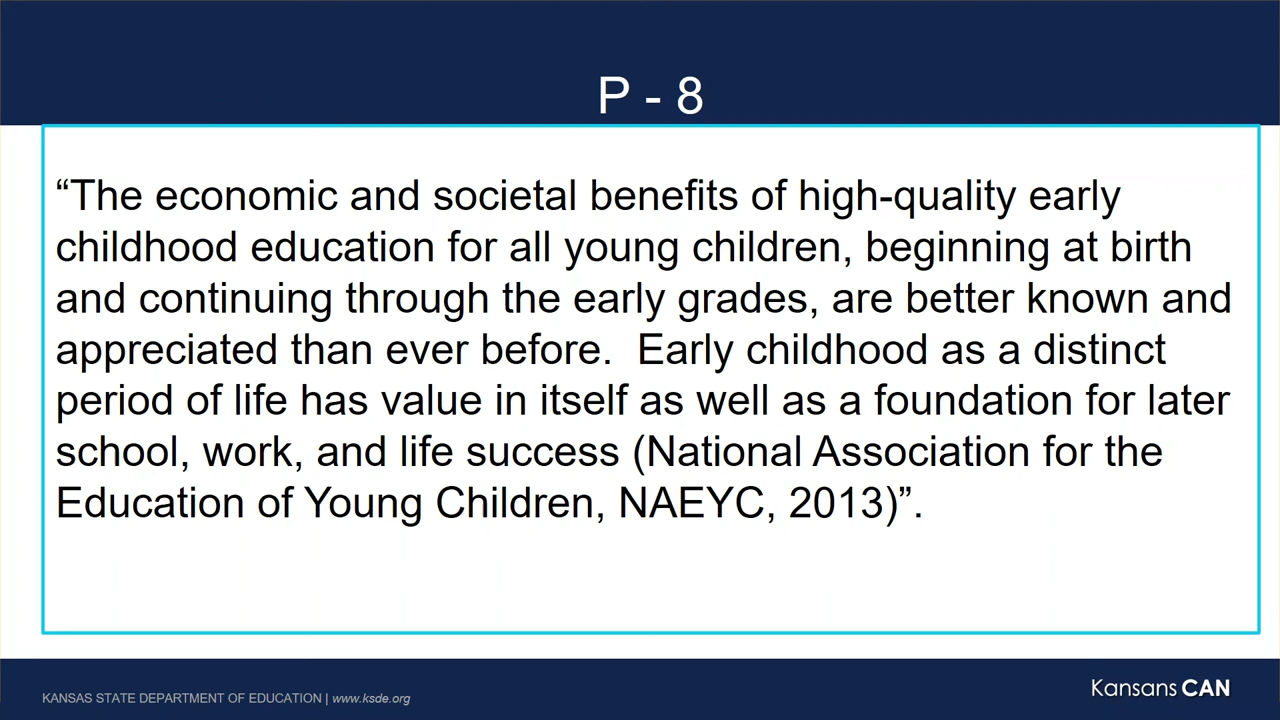 P - 8
“The economic and societal benefits of high-quality early
childhood education for all young children, beginning at birth
and continuing through the early grades, are better known and
appreciated than ever before.  Early childhood as a distinct
period of life has value in itself as well as a foundation for later
school, work, and life success (National Association for the
Education of Young Children, NAEYC, 2013)”.
KANSAS STATE DEPARTMENT OF EDUCATION | www.ksde.org
KansansCAN